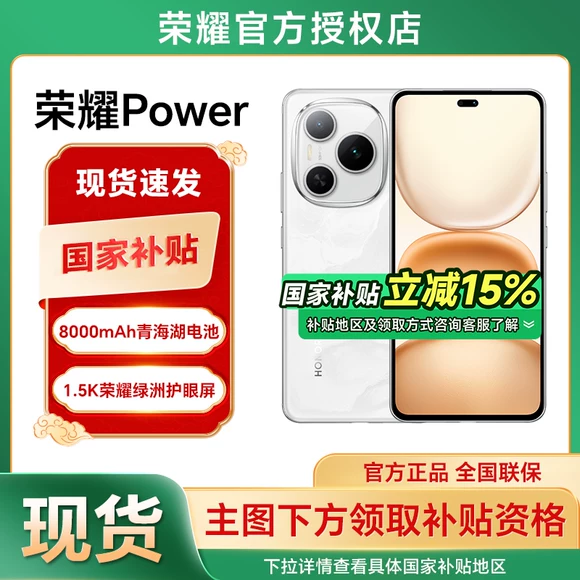 荣耀官方授权店
荣耀Power
现货速发
国家补贴
8000mAh青海湖电池
1.5K荣耀绿洲护眼屏
国家补贴 立减15%
补贴地区及领取方式咨询客服了解
官方正品 全国联保
现货
主图下方领取补贴资格
下拉详情查看具体国家补贴地区